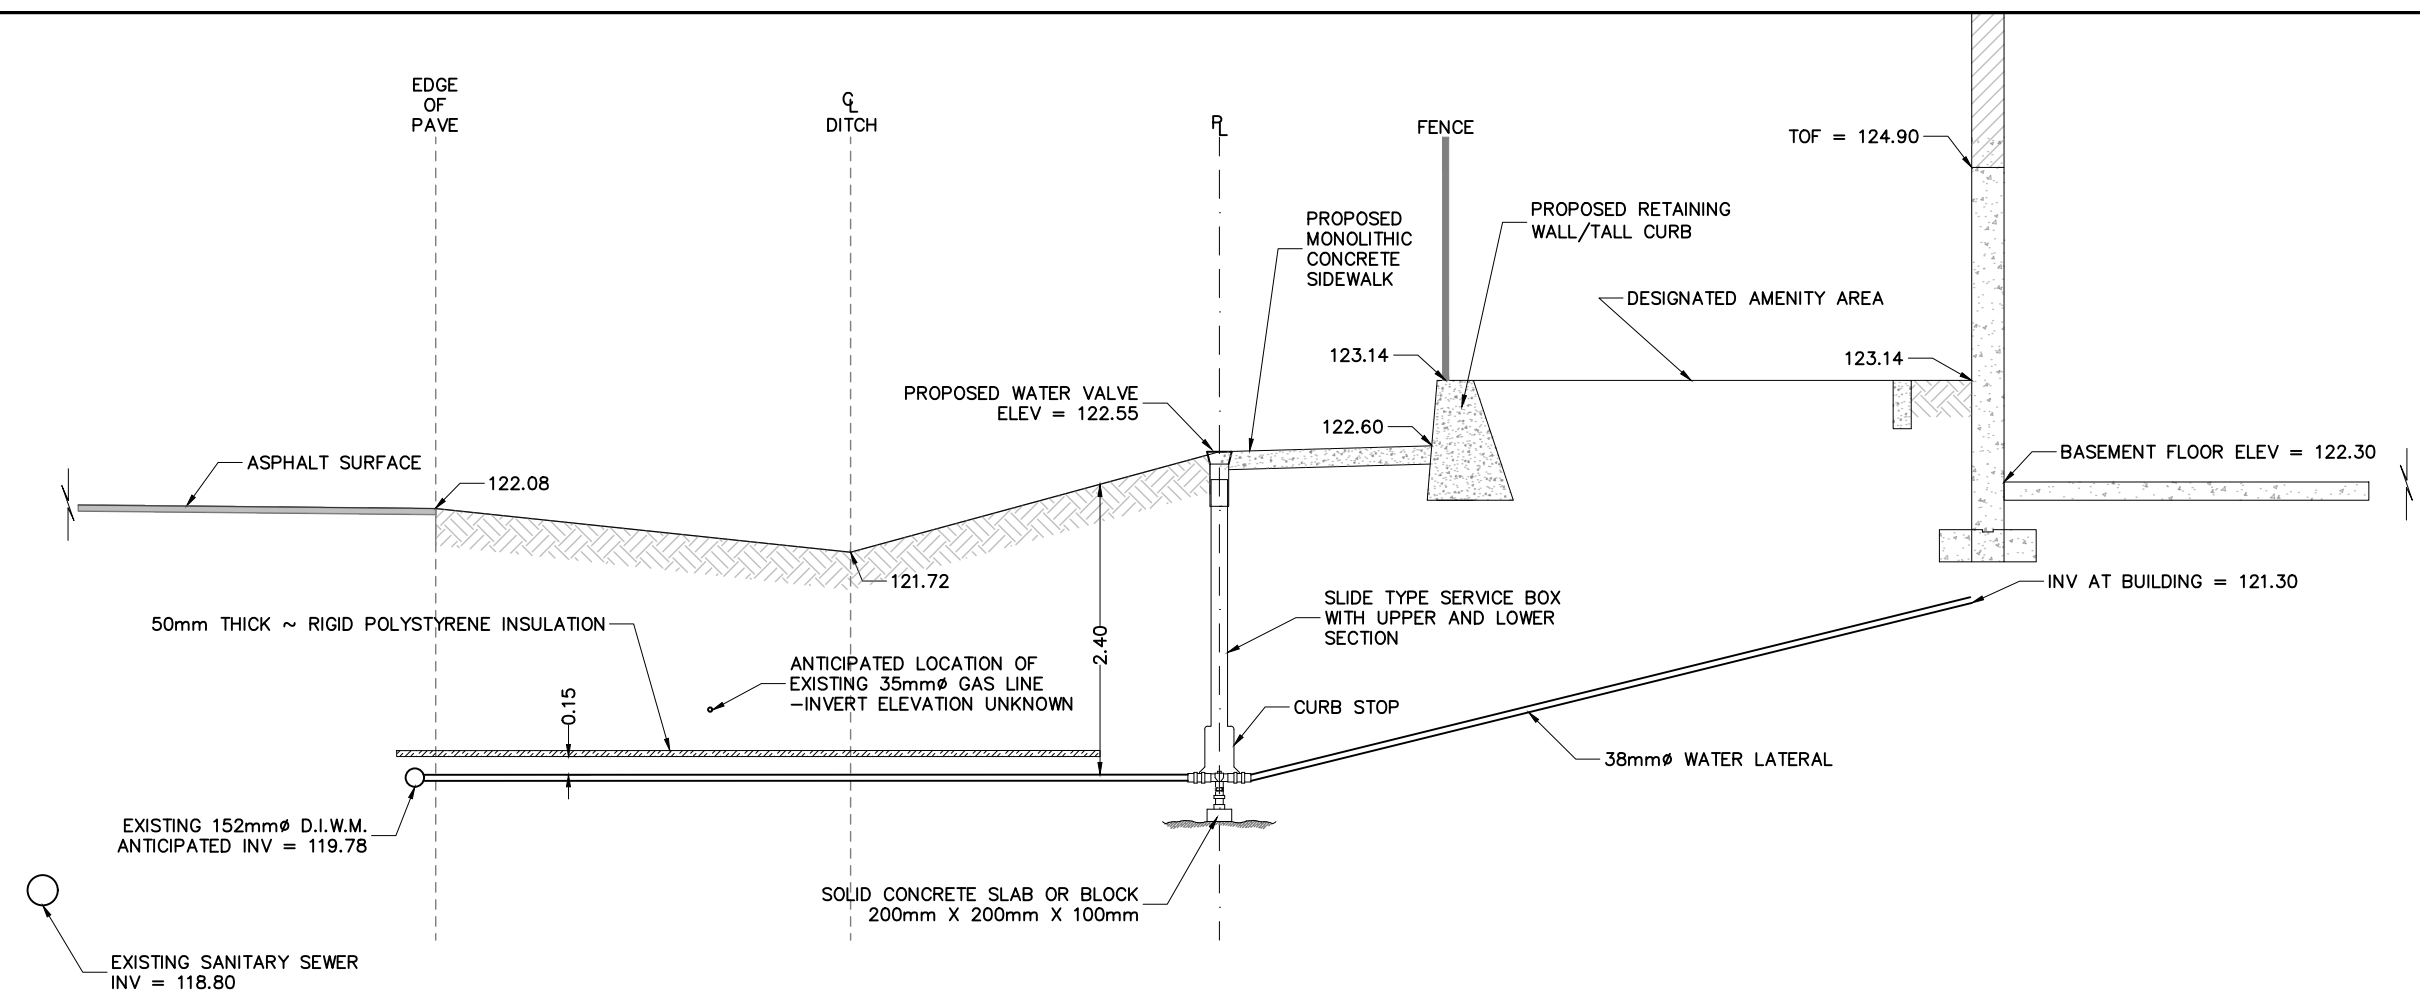 EDGE
OF
PAVE
CL
DITCH
PL
FENCE
TOF = 124.90
PROPOSED
MONOLITHIC
CONCRETE
SIDEWALK
PROPOSED RETAINING
WALL/TALL CURB
DESIGNATED AMENITY AREA
123.14
123.14
PROPOSED WATER VALVE
ELEV = 122.55
122.60
ASPHALT SURFACE
122.08
BASEMENT FLOOR ELEV = 122.30
121.72
INV AT BUILDING = 121.30
50mm THICK ~ RIGID POLYSTYRENE INSULATION
2.40
SLIDE TYPE SERVICE BOX
WITH UPPER AND LOWER
SECTION
ANTICIPATED LOCATION OF
EXISTING 35mmø GAS LINE
-INVERT ELEVATION UNKNOWN
0.15
CURB STOP
38mmø WATER LATERAL
EXISTING 152mmø D.I.W.M.
ANTICIPATED INV = 119.78
SOLID CONCRETE SLAB OR BLOCK
200mm X 200mm X 100mm
EXISTING SANITARY SEWER
INV = 118.80